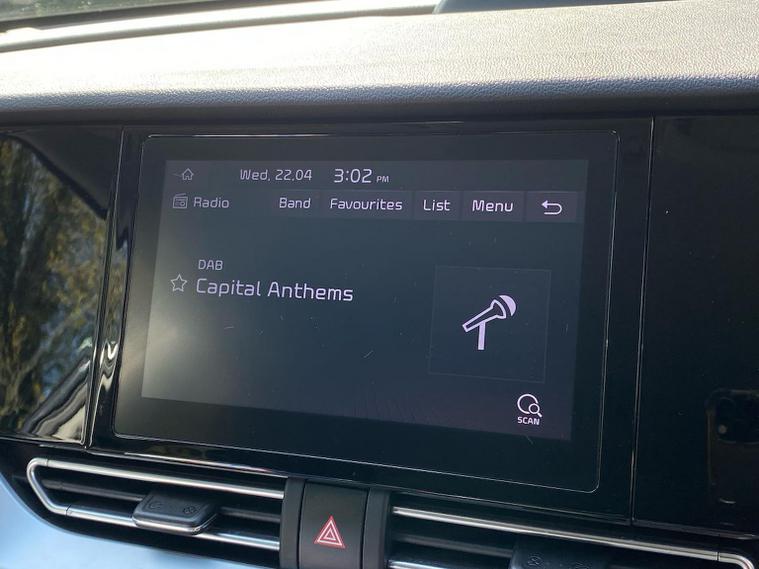 Wed, 22.04 3:02 PM
Radio Band Favourites List Menu
DAB
Capital Anthems
SCAN